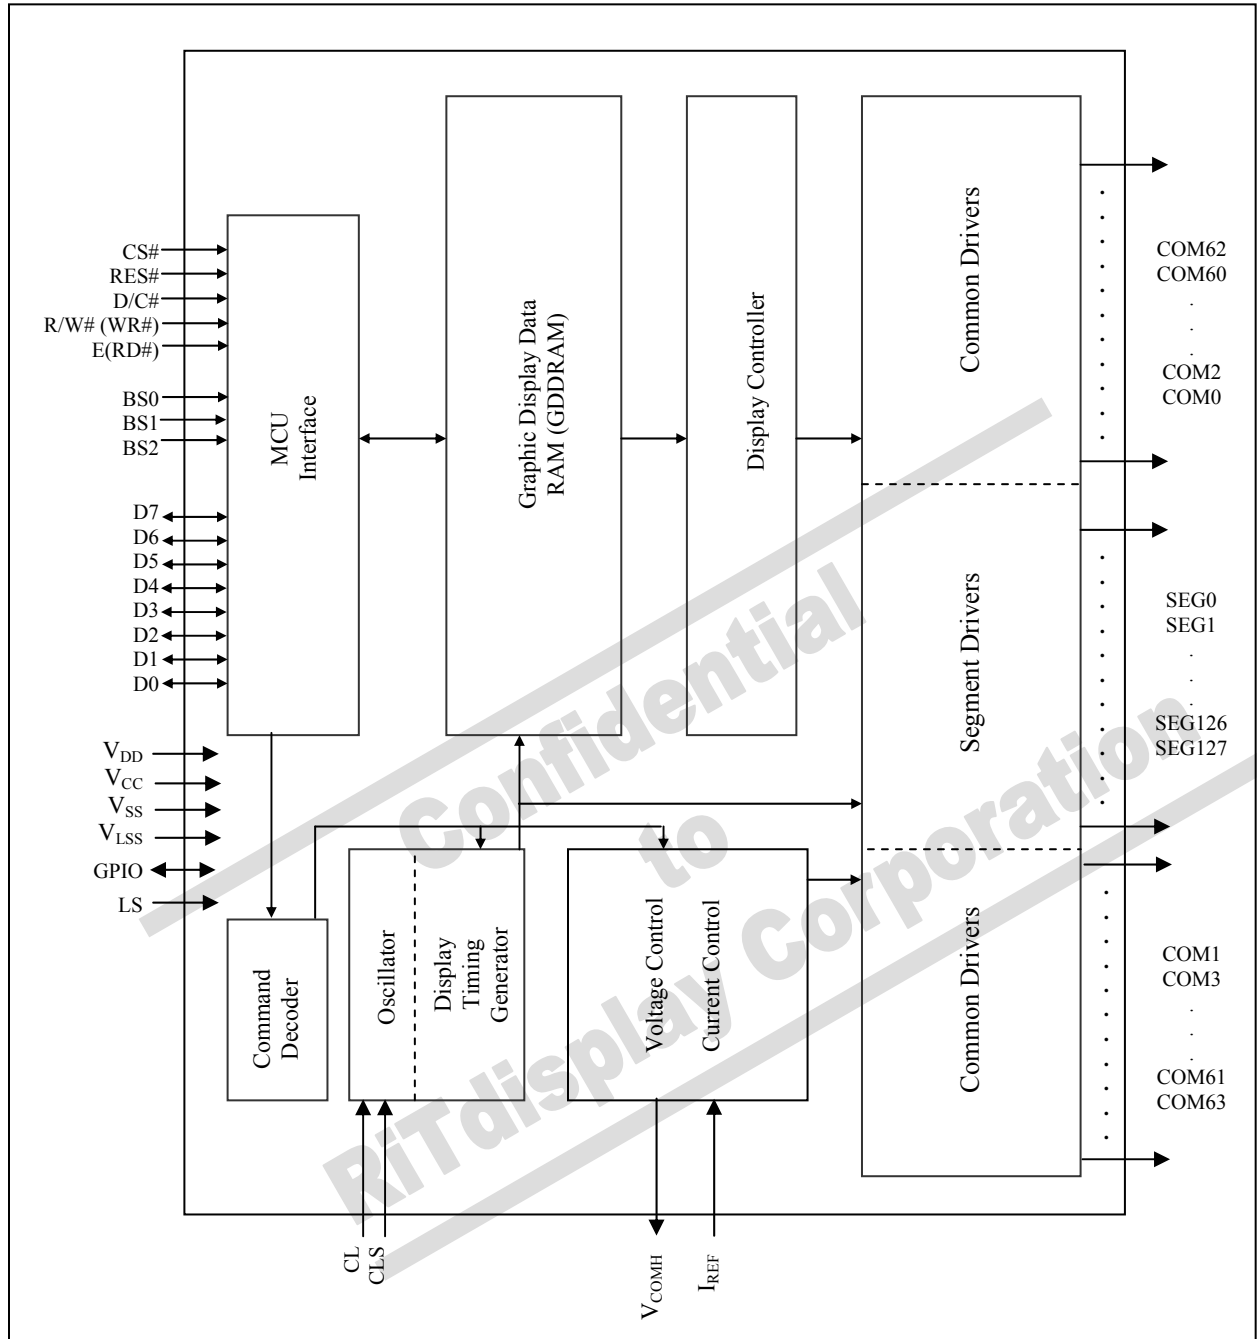 CS#
RES#
D/C#
R/W# (WR#)
E(RD#)
BS0
BS1
BS2
D7
D6
D5
D4
D3
D2
D1
D0
VDD
VCC
VSS
VLSS
GPIO
LS
MCU
Interface
Graphic Display Data
RAM (GDDRAM)
Display Controller
Common Drivers
Segment Drivers
Common Drivers
Command
Decoder
Oscillator
Display
Timing
Generator
Voltage Control
Current Control
CL
CLS
VCOMH
IREF
COM62
COM60
.
.
.
COM2
COM0
SEG0
SEG1
.
.
.
SEG126
SEG127
COM1
COM3
.
.
.
COM61
COM63
Confidential
to
RiTdisplay Corporation